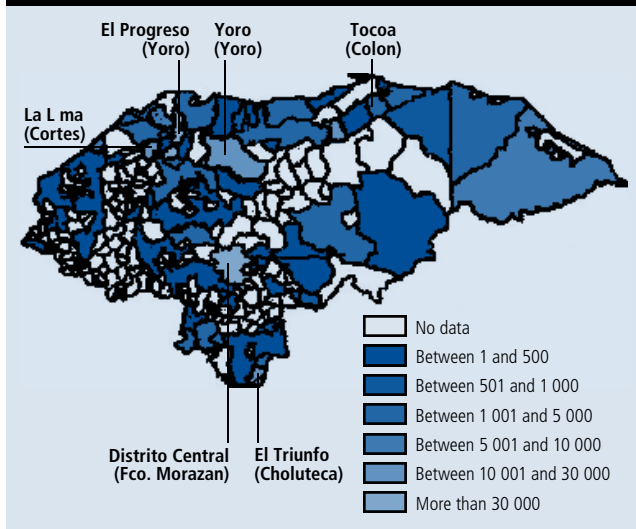 El Progreso
(Yoro)
Yoro
(Yoro)
Tocoa
(Colon)
La L ma
(Cortes)
No data
Between 1 and 500
Between 501 and 1 000
Between 1 001 and 5 000
Between 5 001 and 10 000
Between 10 001 and 30 000
More than 30 000
Distrito Central
(Fco. Morazan)
El Triunfo
(Choluteca)